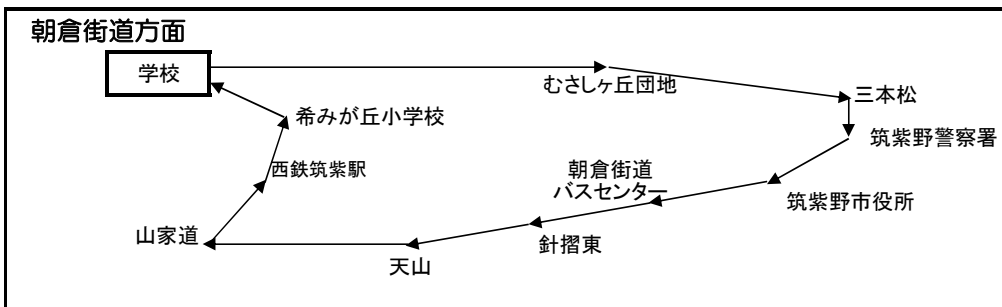 朝倉街道方面
学校
むさしヶ丘団地
三本松
筑紫野警察署
筑紫野市役所
朝倉街道
バスセンター
針摺東
天山
山家道
西鉄筑紫駅
希みが丘小学校